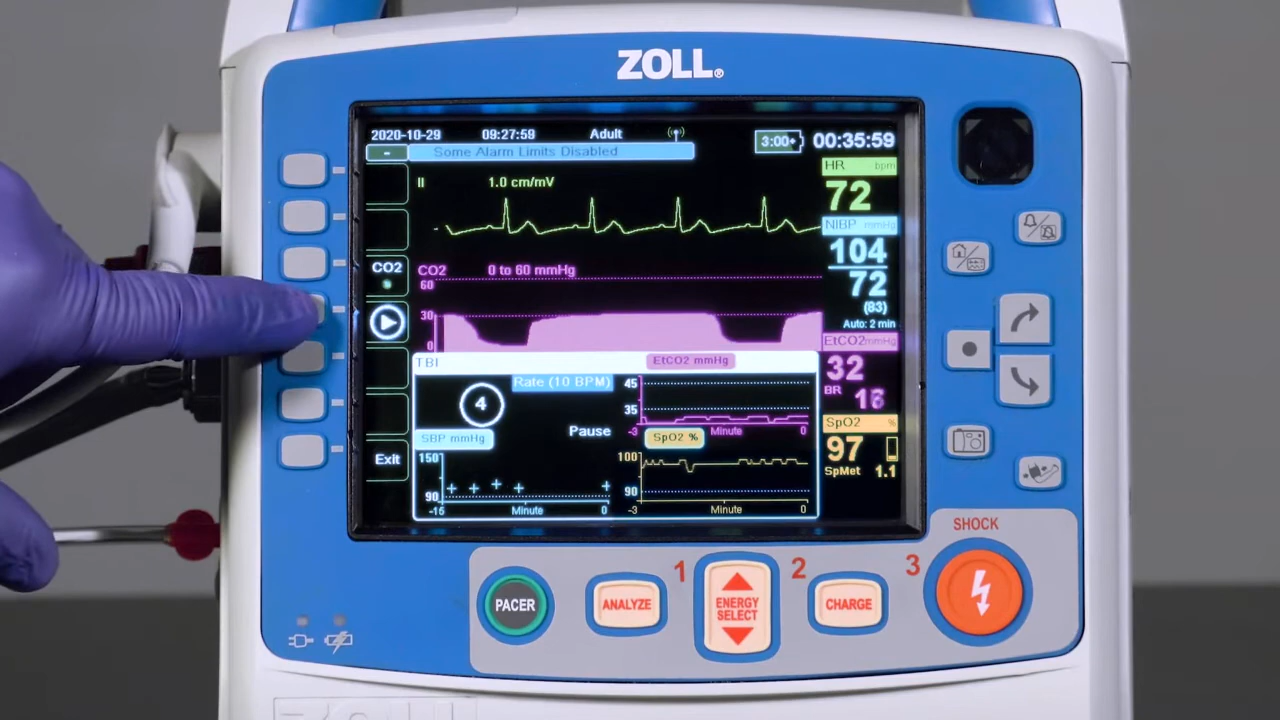 ZOLL®
2020-10-29 09:27:59 Adult 3:00+ 00:35:59
- Some Alarm Limits Disabled
HR bpm
72
II 1.0 cm/mV
NIBP mmHg
104
72
(83)
Auto: 2 min
CO2
CO2 0 to 60 mmHg
60
30
0
EtCO2 mmHg
32
BR 16
SpO2 %
97
SpMet 1.1
TBI
Rate (10 BPM)
4
Pause
EtCO2 mmHg
45
35
-3 Minute 0
SBP mmHg
150
90
-15 Minute 0
SpO2 %
100
90
-3 Minute 0
Exit
SHOCK
PACER
ANALYZE
1
ENERGY
SELECT
2
CHARGE
3